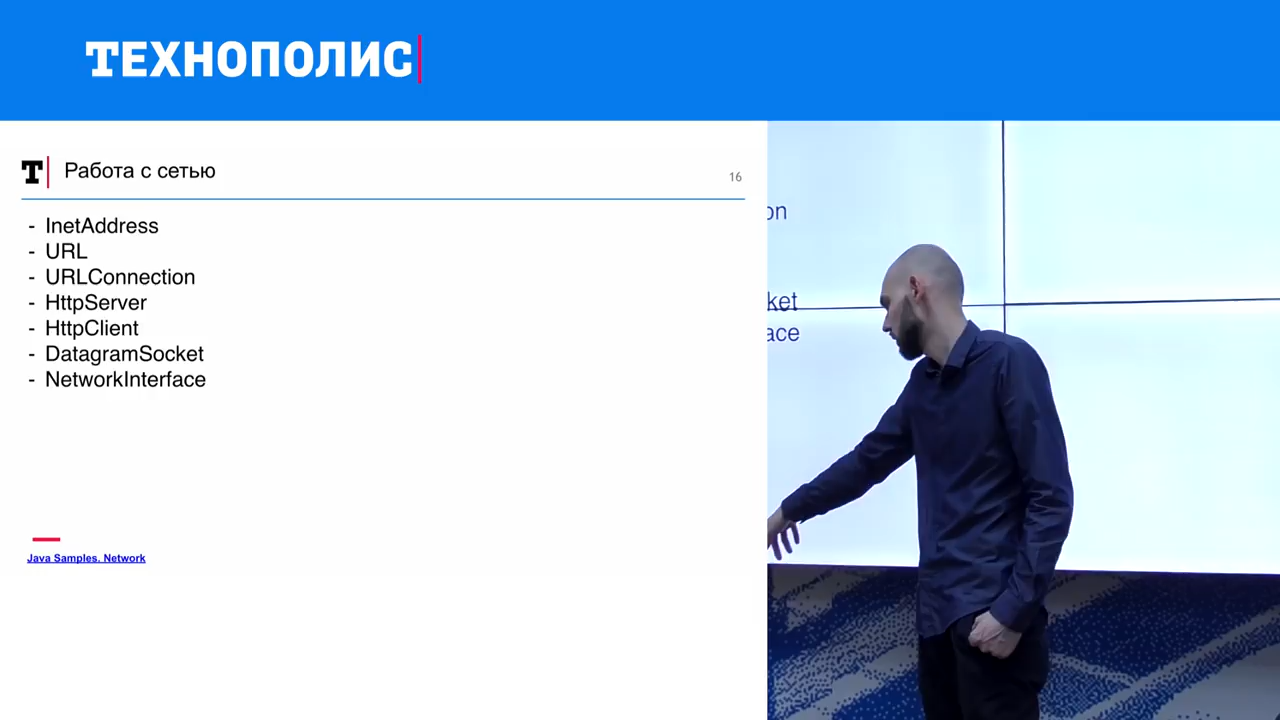 ТЕХНОПОЛИС
Т Работа с сетью
16
- InetAddress
- URL
- URLConnection
- HttpServer
- HttpClient
- DatagramSocket
- NetworkInterface
Java Samples. Network
on
ket
ace